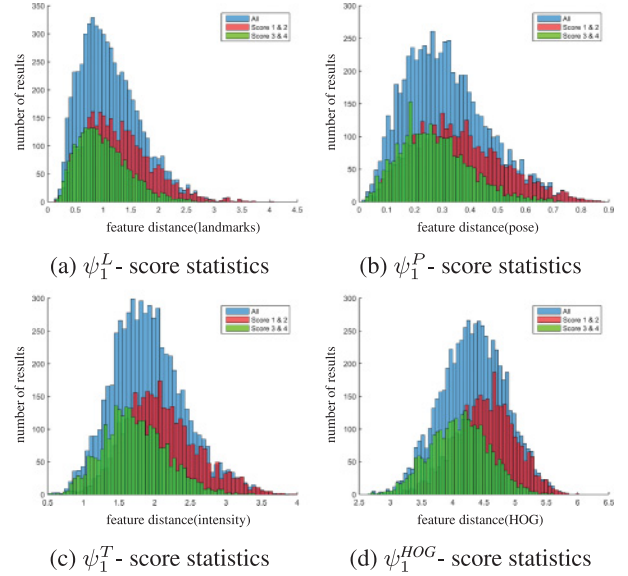 350
300
250
200
150
100
50
0
number of results
All
Score 1 & 2
Score 3 & 4
0 0.5 1 1.5 2 2.5 3 3.5 4 4.5
feature distance(landmarks)
(a) ψ₁ᴸ- score statistics
300
250
200
150
100
50
0
number of results
All
Score 1 & 2
Score 3 & 4
0 0.1 0.2 0.3 0.4 0.5 0.6 0.7 0.8 0.9
feature distance(pose)
(b) ψ₁ᴾ- score statistics
300
250
200
150
100
50
0
number of results
All
Score 1 & 2
Score 3 & 4
0.5 1 1.5 2 2.5 3 3.5 4
feature distance(intensity)
(c) ψ₁ᵀ- score statistics
300
250
200
150
100
50
0
number of results
All
Score 1 & 2
Score 3 & 4
2.5 3 3.5 4 4.5 5 5.5 6 6.5
feature distance(HOG)
(d) ψ₁ᴴᴼᴳ- score statistics